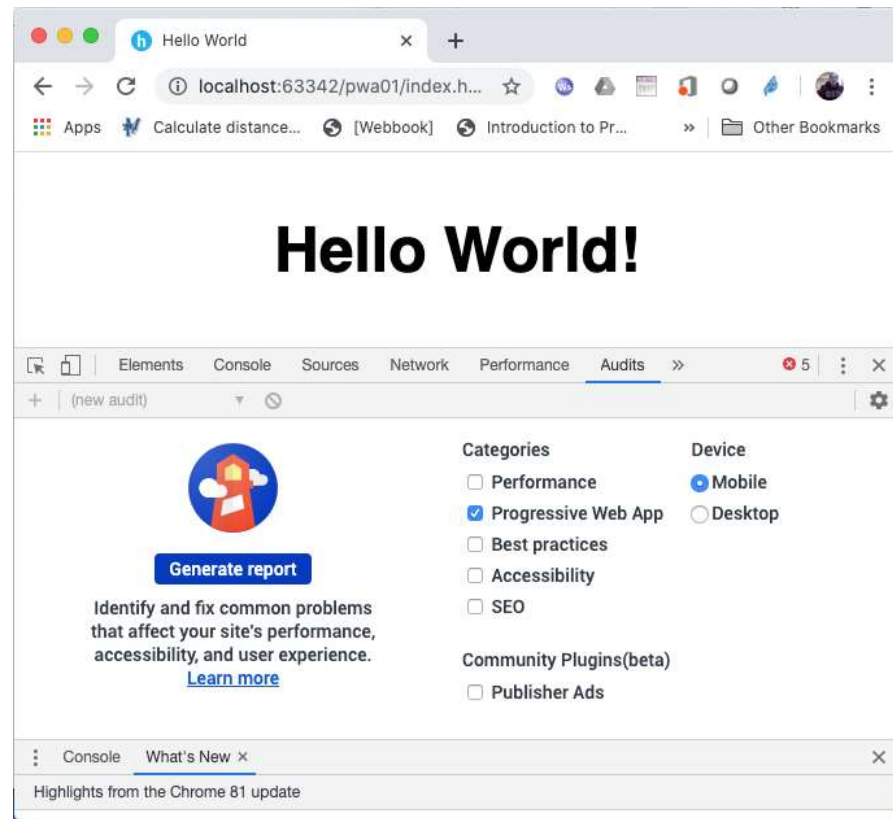 Hello World
localhost:63342/pwa01/index.h...
Apps Calculate distance... [Webbook] Introduction to Pr... » Other Bookmarks
Hello World!
Elements Console Sources Network Performance Audits » 5
(new audit)
Categories Device
Performance Mobile
Progressive Web App Desktop
Best practices
Accessibility
SEO
Generate report
Identify and fix common problems
that affect your site's performance,
accessibility, and user experience.
Learn more
Community Plugins(beta)
Publisher Ads
Console What's New ×
Highlights from the Chrome 81 update